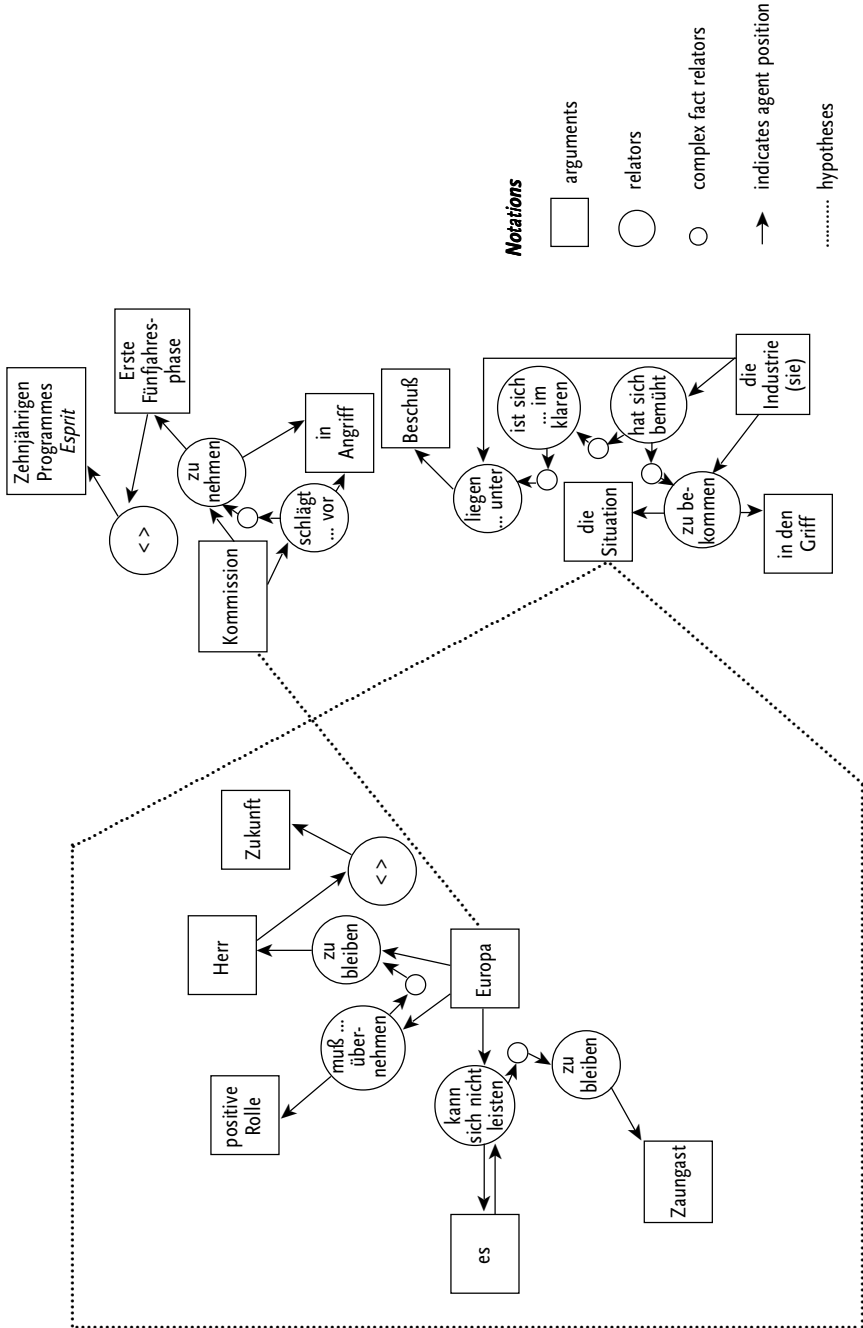 Zehnjährigen
Programmes
Esprit
< >
Erste
Fünfjahres-
phase
zu
nehmen
Kommission
schlägt
... vor
in
Angriff
Zukunft
< >
Herr
zu
bleiben
muß ...
über-
nehmen
positive
Rolle
Europa
kann
sich nicht
leisten
es
zu
bleiben
Zaungast
Beschuß
liegen
... unter
ist sich
... im
klaren
hat sich
bemüht
die
Industrie
(sie)
die
Situation
zu be-
kommen
in den
Griff
Notations
arguments
relators
complex fact relators
indicates agent position
hypotheses